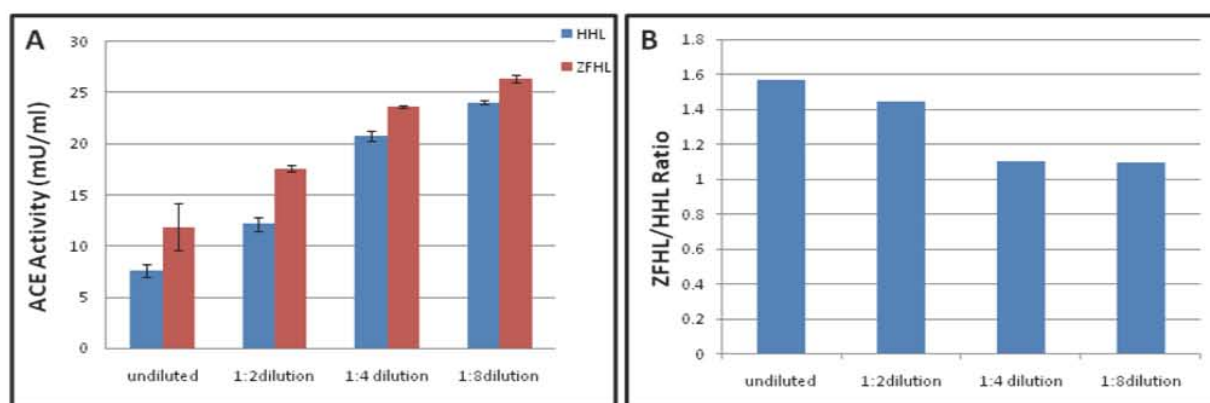 A
HHL
ZFHL
ACE Activity (mU/ml)
30
25
20
15
10
5
0
undiluted 1:2dilution 1:4 dilution 1:8dilution
B
ZFHL/HHL Ratio
1.8
1.6
1.4
1.2
1
0.8
0.6
0.4
0.2
0
undiluted 1:2dilution 1:4 dilution 1:8dilution